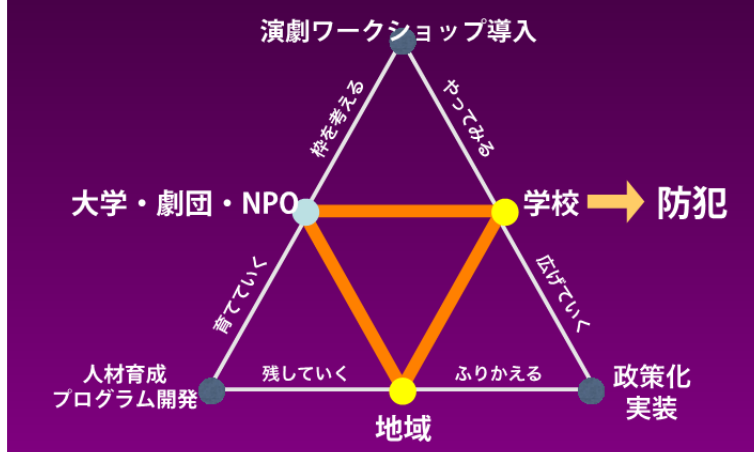 演劇ワークショップ導入
枠を考える
やってみる
大学・劇団・NPO
学校
防犯
育てていく
広げていく
人材育成
プログラム開発
残していく
ふりかえる
政策化
実装
地域